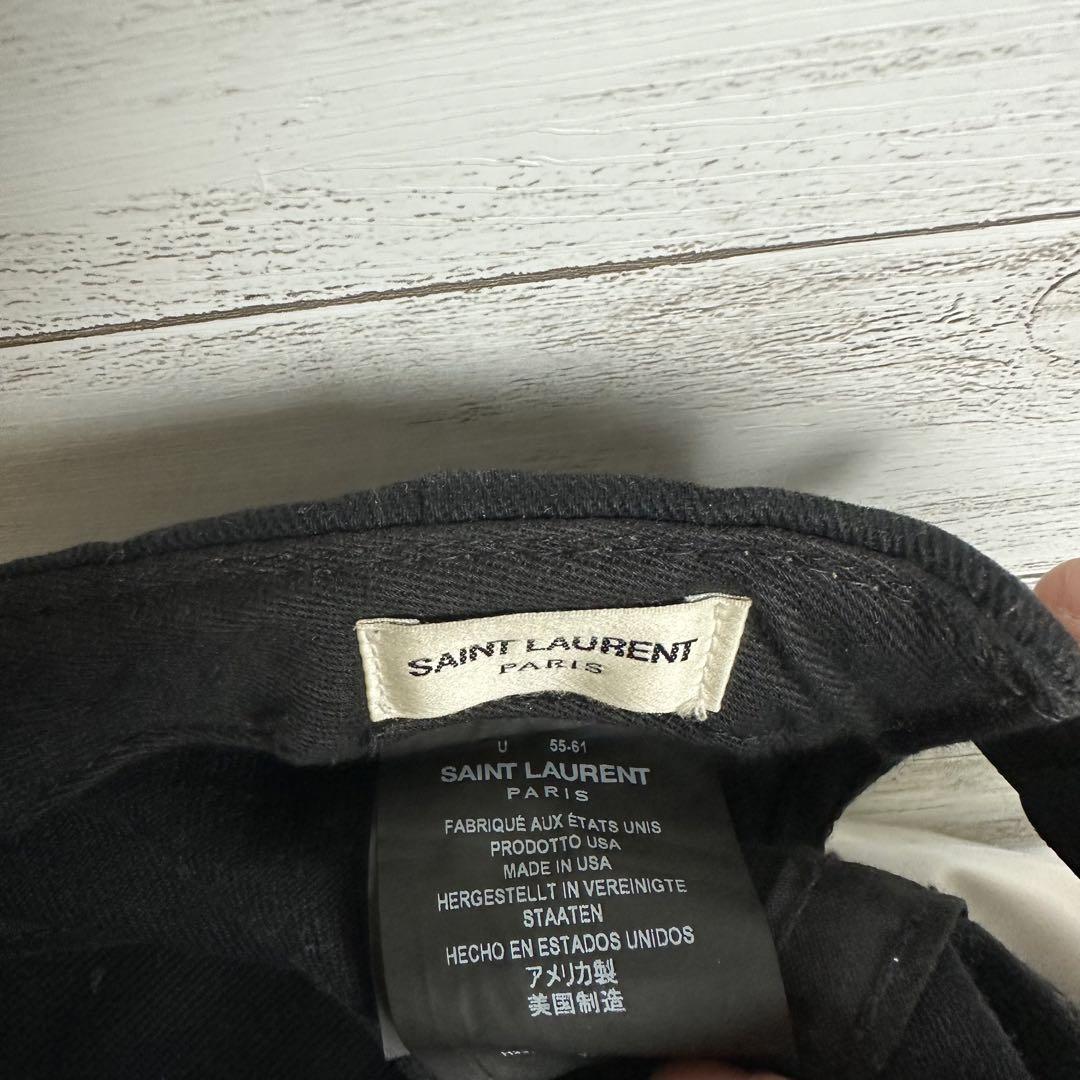 SAINT LAURENT
PARIS
U 55-61
SAINT LAURENT
PARIS
FABRIQUÉ AUX ÉTATS UNIS
PRODOTTO USA
MADE IN USA
HERGESTELLT IN VEREINIGTE
STAATEN
HECHO EN ESTADOS UNIDOS
アメリカ製
美国制造